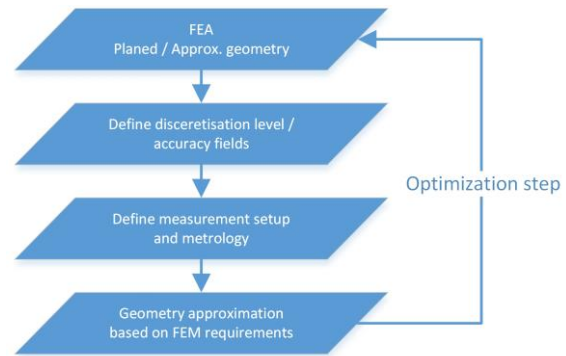 FEA
Planed / Approx. geometry
Define disceretisation level /
accuracy fields
Optimization step
Define measurement setup
and metrology
Geometry approximation
based on FEM requirements